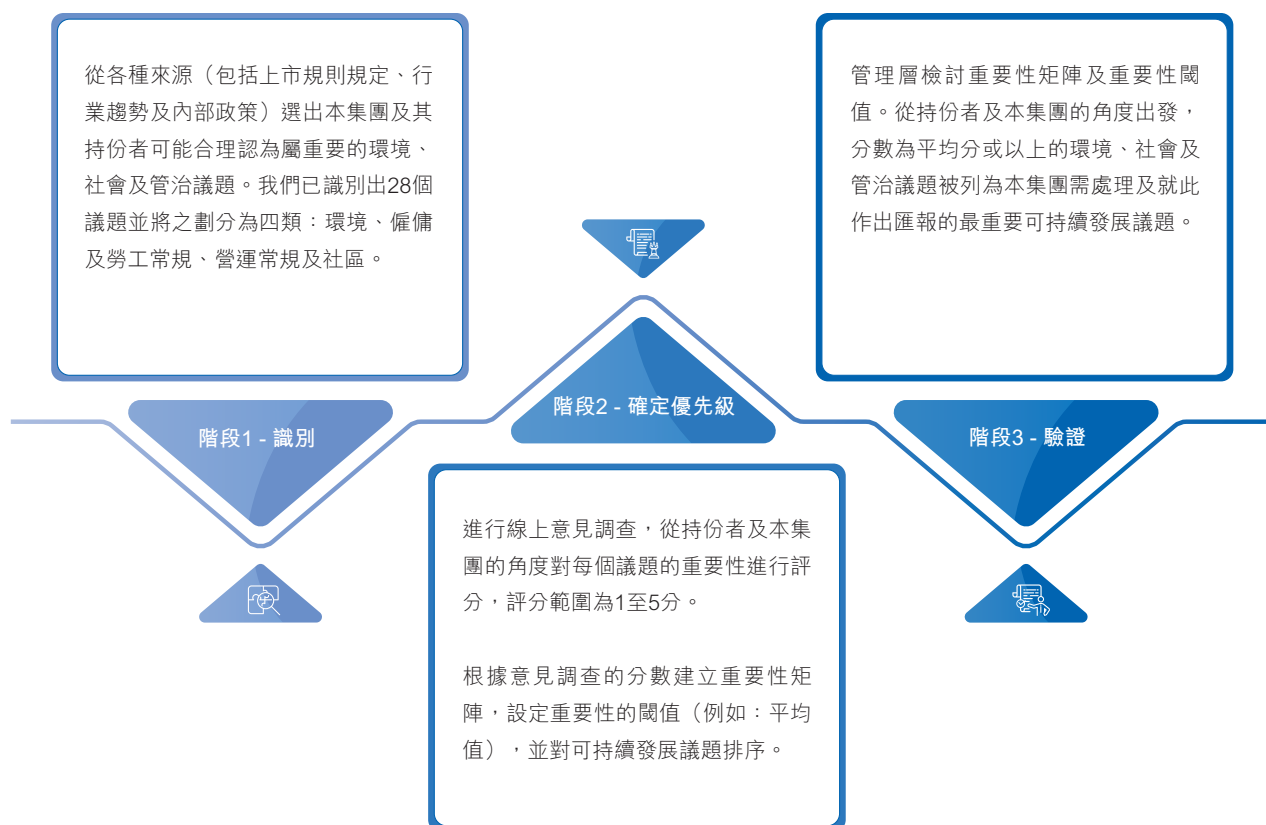 從各種來源（包括上市規則規定、行
業趨勢及內部政策）選出本集團及其
持份者可能合理認為屬重要的環境、
社會及管治議題。我們已識別出28個
議題並將之劃分為四類：環境、僱傭
及勞工常規、營運常規及社區。
階段1 - 識別
階段2 - 確定優先級
進行線上意見調查，從持份者及本集
團的角度對每個議題的重要性進行評
分，評分範圍為1至5分。
根據意見調查的分數建立重要性矩
陣，設定重要性的閾值（例如：平均
值），並對可持續發展議題排序。
管理層檢討重要性矩陣及重要性閾
值。從持份者及本集團的角度出發，
分數為平均分或以上的環境、社會及
管治議題被列為本集團需處理及就此
作出匯報的最重要可持續發展議題。
階段3 - 驗證